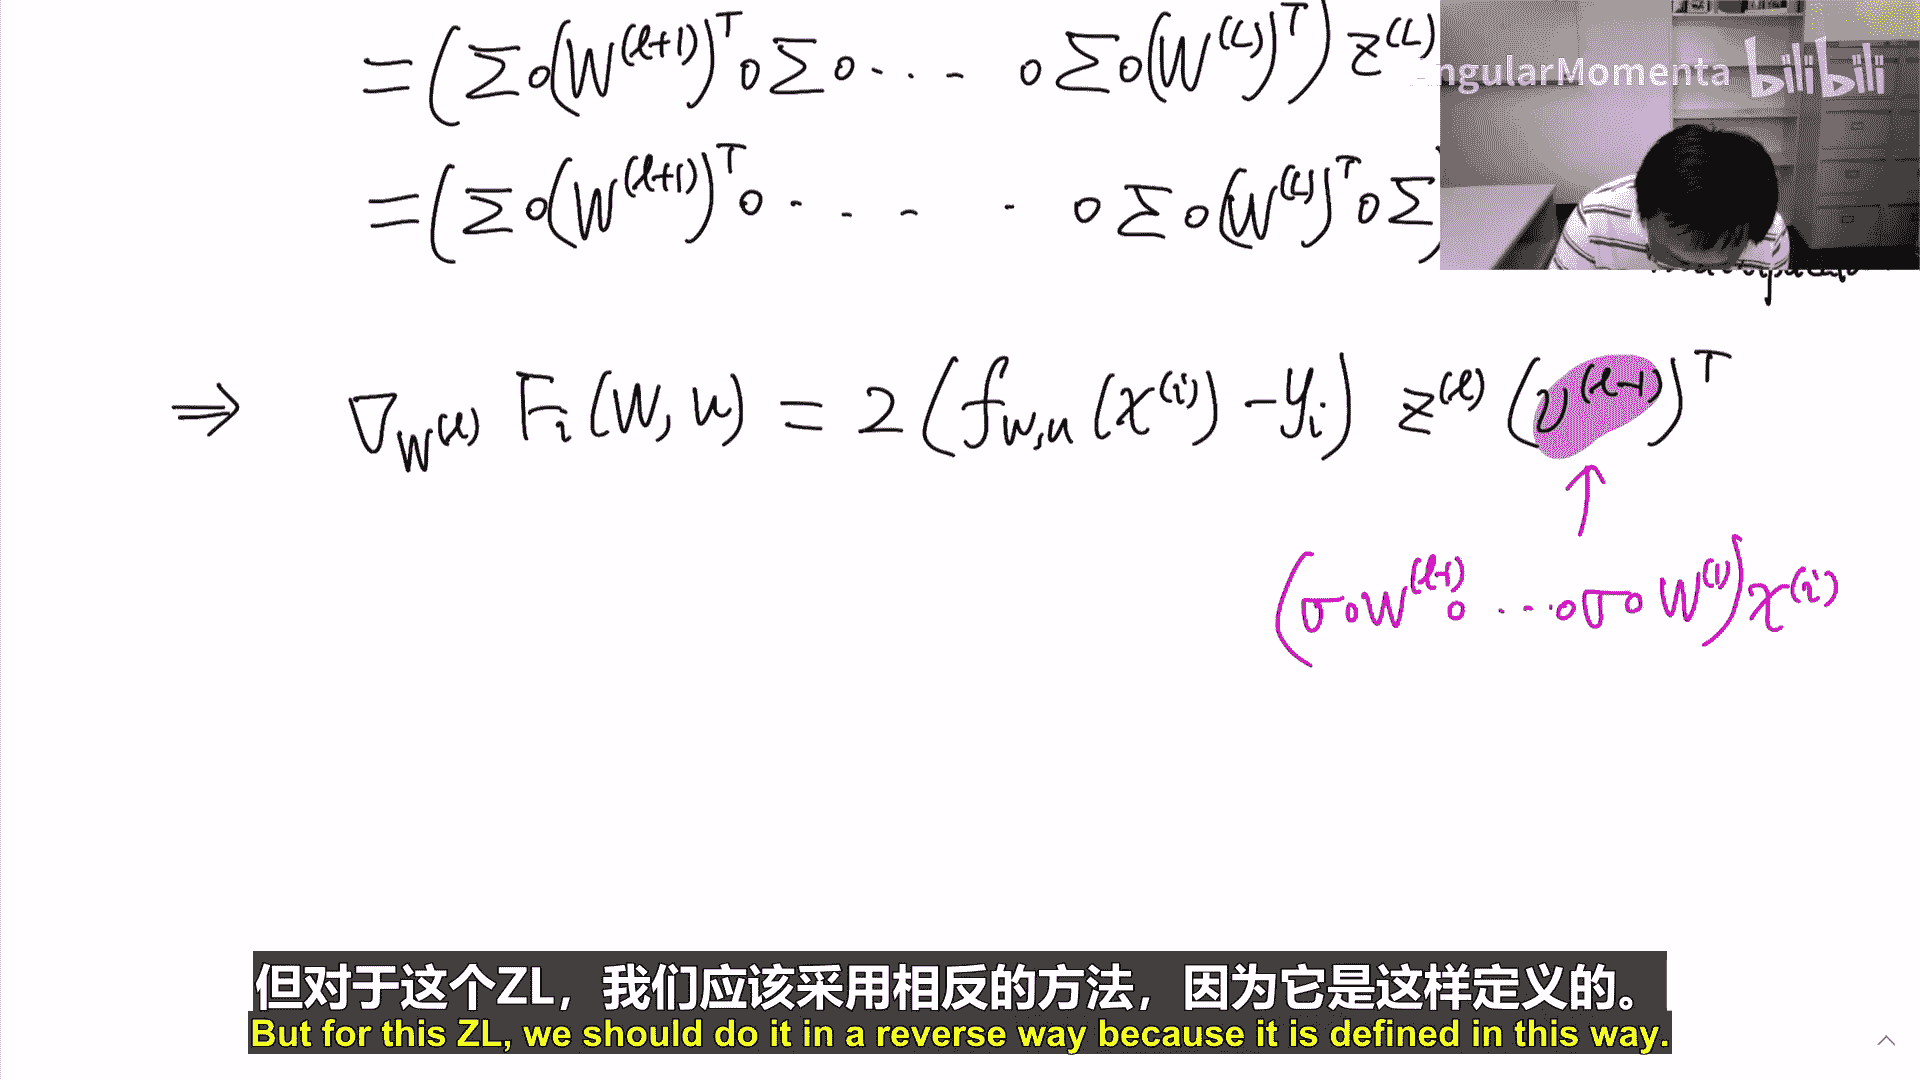 = (Σ∘(W^(l+1))^T∘Σ∘··· ∘Σ∘(W^(L))^T) z^(L)
ngularMomenta bilibili
= (Σ∘(W^(l+1))^T∘···· ∘Σ∘(W^(L))^T∘Σ)
⇒ ∇_W^(l) F_i(W,u) = 2(f_W,u(x^(i)) - y_i) z^(l) (v^(l-1))^T
(σ∘W^(l-1)∘···∘σ∘W^(1))x^(i)
但对于这个ZL，我们应该采用相反的方法，因为它是这样定义的。
But for this ZL, we should do it in a reverse way because it is defined in this way.